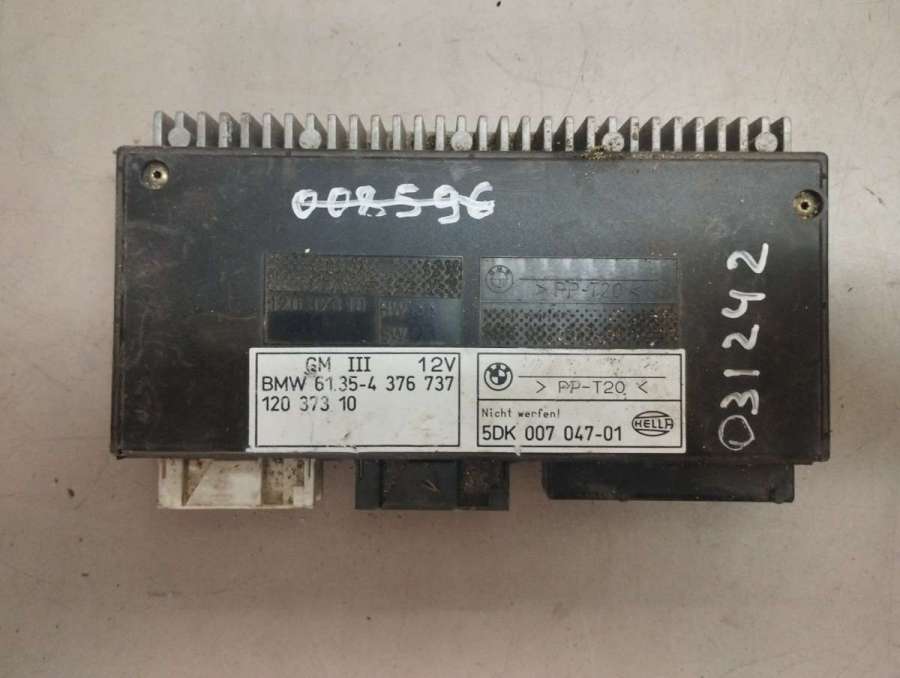 008596
> PP-T20 <
GM III 12V
BMW 61.35-4 376 737
120 373 10
> PP-T20 <
Nicht werfen!
5DK 007 047-01
HELLA
031242